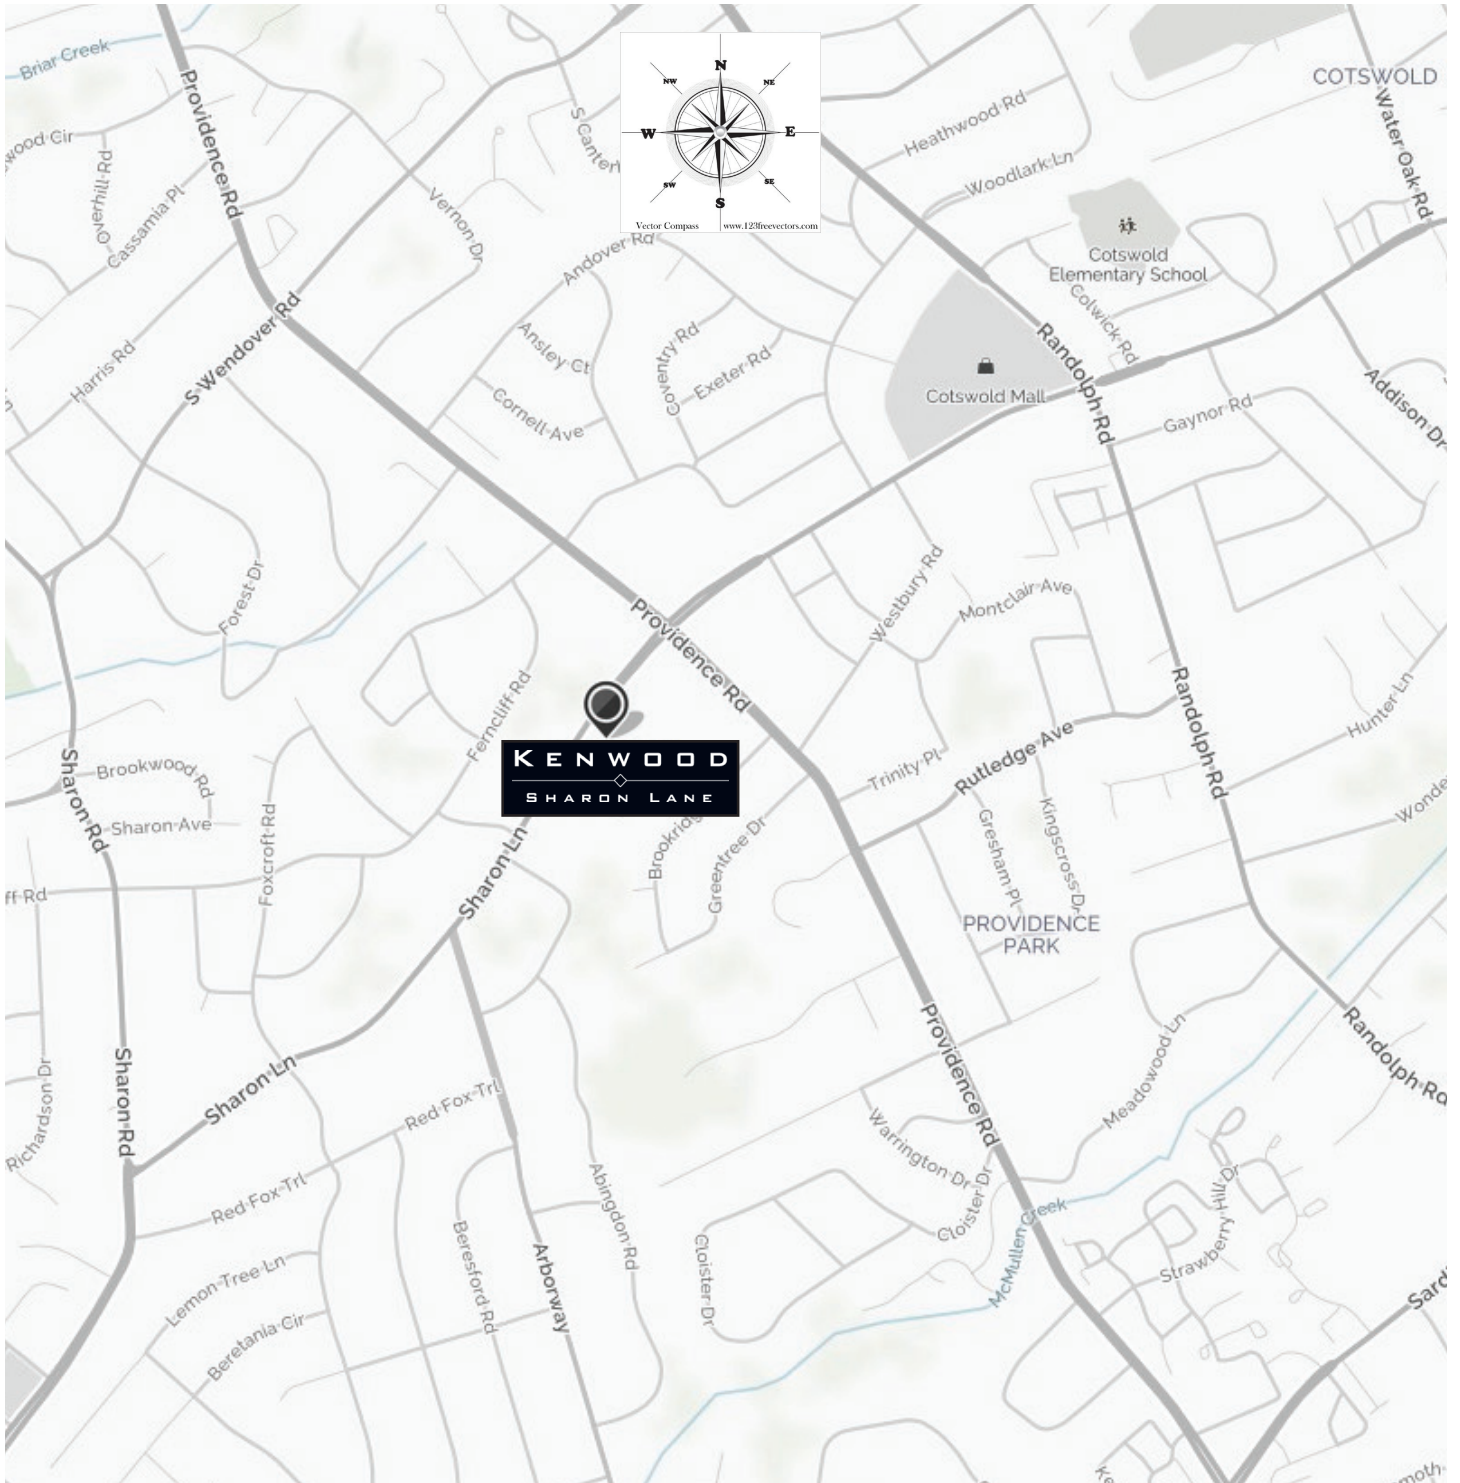 COTSWOLD
Briar Creek
Providence Rd
wood Cir
Overhill Rd
Cassamia Pl
Vernon Dr
N
NW
NE
W
E
SW
SE
S
Vector Compass
www.123freevectors.com
Heathwood Rd
Woodlark Ln
Water Oak Rd
Cotswold
Elementary School
Andover Rd
Colwick Rd
S Wendover Rd
Harris Rd
Ansley Ct
Coventry Rd
Exeter Rd
Cornell Ave
Cotswold Mall
Randolph Rd
Gaynor Rd
Addison Dr
Forest Dr
Westbury Rd
Montclair Ave
Providence Rd
Ferncliff Rd
Randolph Rd
Hunter Ln
KENWOOD
SHARON LANE
Sharon Rd
Brookwood Rd
Sharon Ave
Foxcroft Rd
Trinity Pl
Rutledge Ave
Gresham Pl
Kingscross Dr
Greentree Dr
Sharon Ln
ff Rd
PROVIDENCE
PARK
Providence Rd
Meadowood Ln
Randolph Rd
Sharon Rd
Sharon Ln
Richardson Dr
Red Fox Trl
Red Fox Trl
Warrington Dr
Cloister Dr
Cloister Dr
McMullen Creek
Strawberry Hill Dr
Abingdon Rd
Beresford Rd
Arborway
Lemon Tree Ln
Beretania Cir